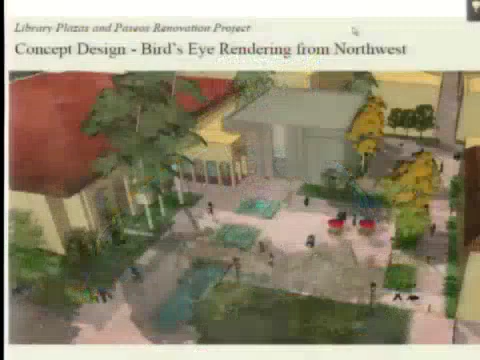 Library Plazas and Paseos Renovation Project
Concept Design - Bird's Eye Rendering from Northwest